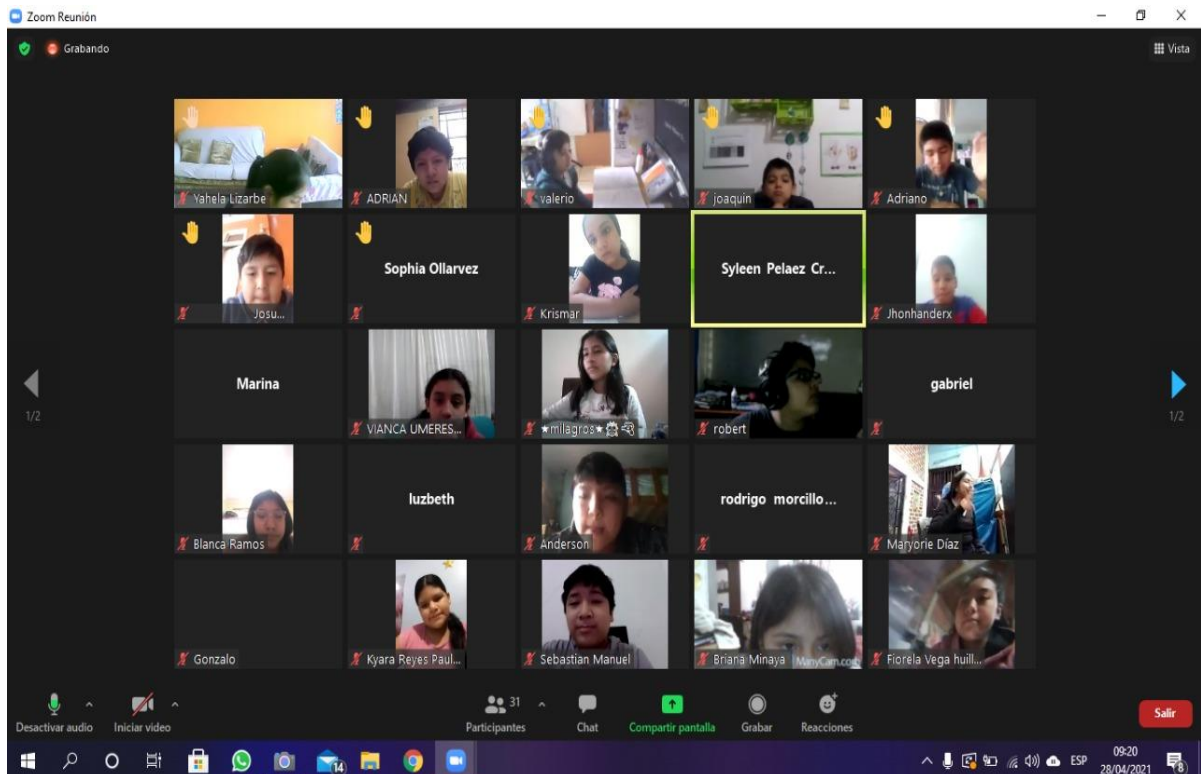 Zoom Reunión
Grabando
Vista
Yahela Lizarbe
ADRIAN
valerio
joaquin
Adriano
Josu...
Sophia Ollarvez
Krismar
Syleen Pelaez Cr...
Jhonhanderx
Marina
VIANCA UMERES...
★milagros★
robert
gabriel
1/2
1/2
Blanca Ramos
luzbeth
Anderson
rodrigo morcillo...
Maryorie Díaz
Gonzalo
Kyara Reyes Paul...
Sebastian Manuel
Briana Minaya
ManyCam.com
Fiorela Vega huill...
Desactivar audio
Iniciar video
31
Participantes
Chat
Compartir pantalla
Grabar
Reacciones
Salir
14
ESP
09:20
28/04/2021
8